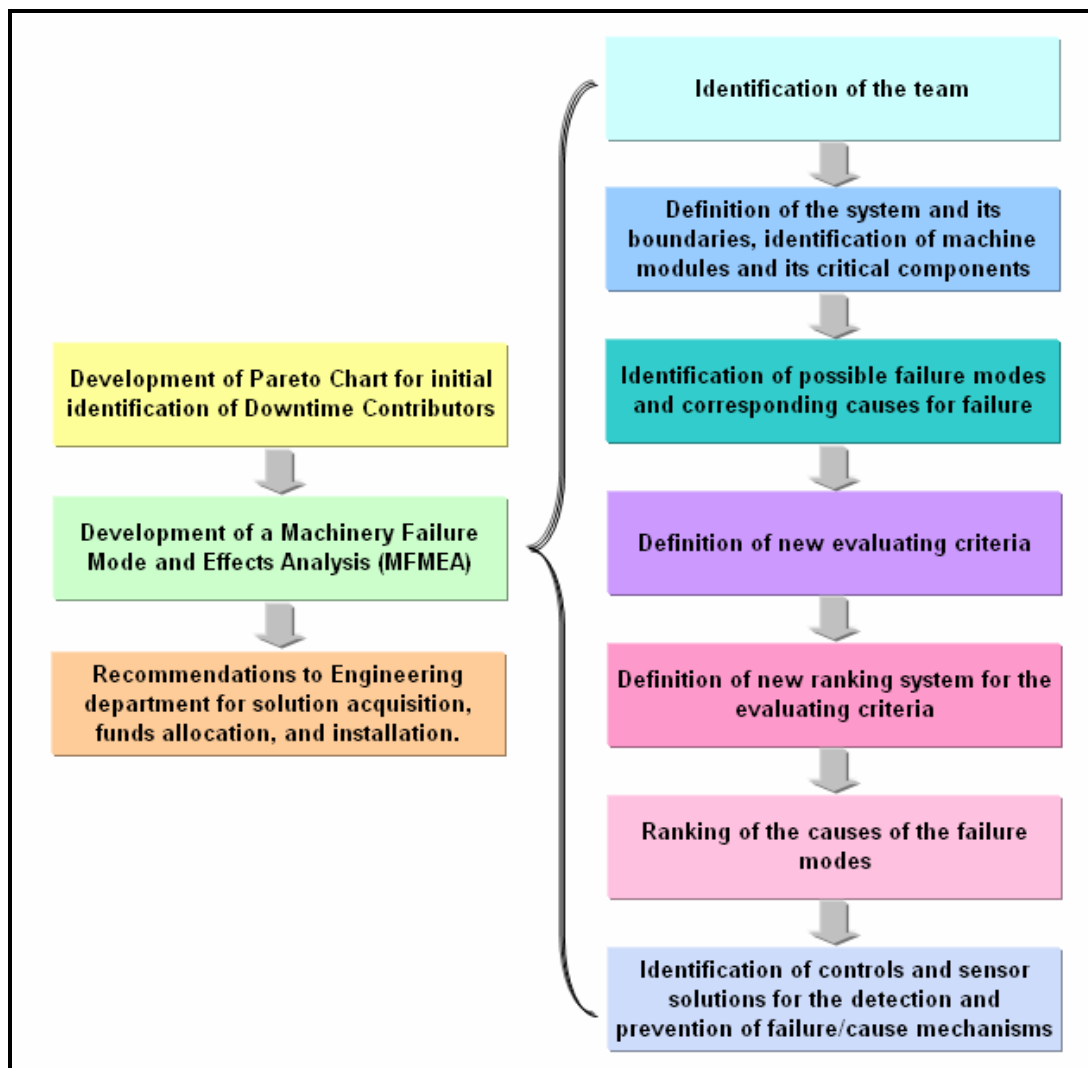 Development of Pareto Chart for initial
identification of Downtime Contributors
Development of a Machinery Failure
Mode and Effects Analysis (MFMEA)
Recommendations to Engineering
department for solution acquisition,
funds allocation, and installation.
Identification of the team
Definition of the system and its
boundaries, identification of machine
modules and its critical components
Identification of possible failure modes
and corresponding causes for failure
Definition of new evaluating criteria
Definition of new ranking system for the
evaluating criteria
Ranking of the causes of the failure
modes
Identification of controls and sensor
solutions for the detection and
prevention of failure/cause mechanisms